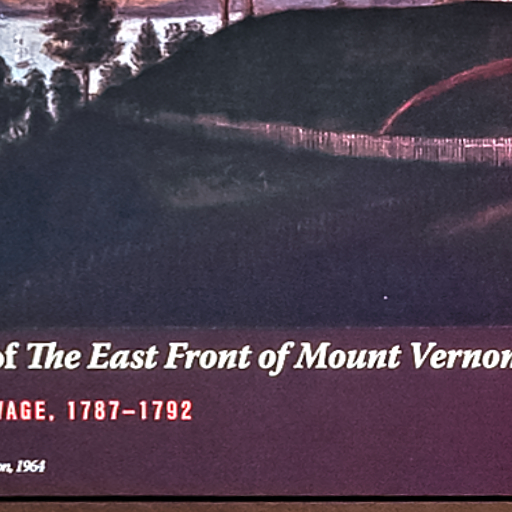 of The East Front of Mount Vernon
VAGE, 1787–1792
on, 1964